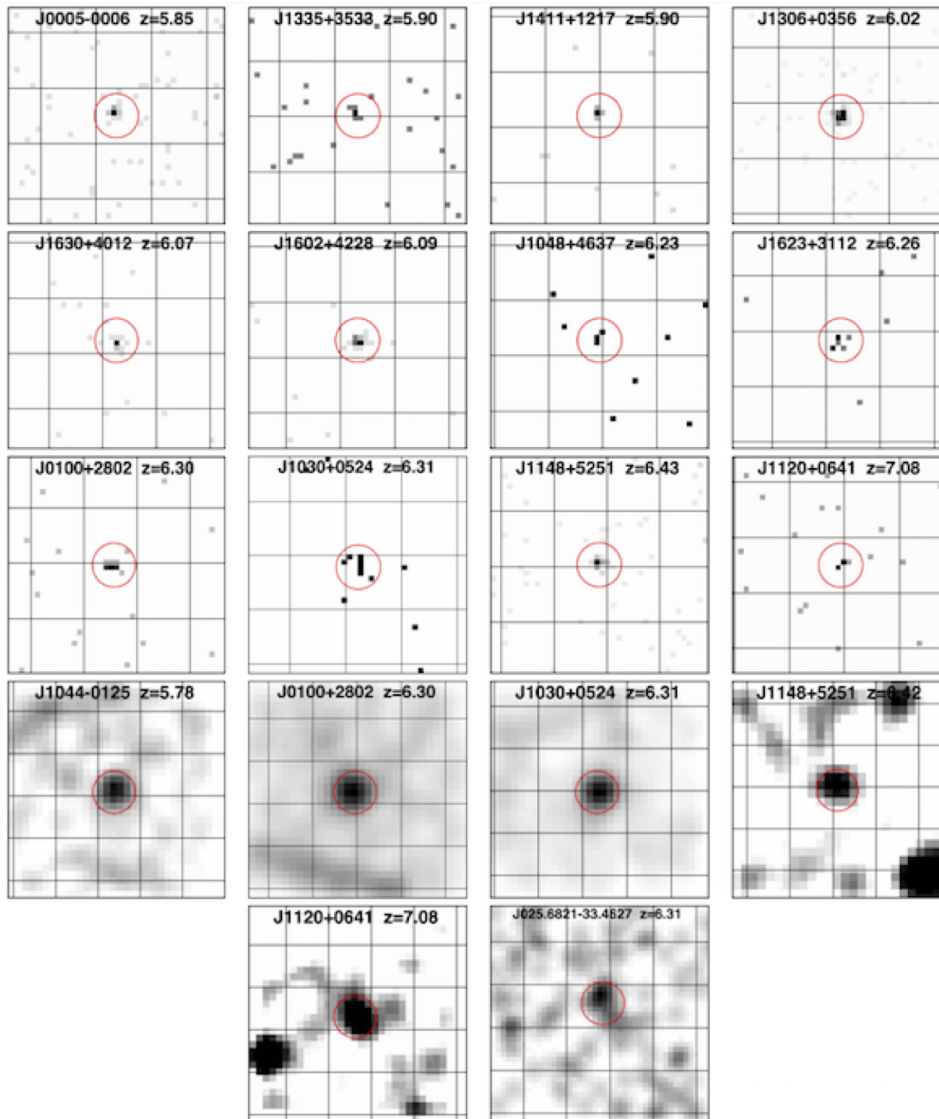 J0005-0006 z=5.85
J1335+3533 z=5.90
J1411+1217 z=5.90
J1306+0356 z=6.02
J1630+4012 z=6.07
J1602+4228 z=6.09
J1048+4637 z=6.23
J1623+3112 z=6.26
J0100+2802 z=6.30
J1030+0524 z=6.31
J1148+5251 z=6.43
J1120+0641 z=7.08
J1044-0125 z=5.78
J0100+2802 z=6.30
J1030+0524 z=6.31
J1148+5251 z=6.42
J1120+0641 z=7.08
J025.6821-33.4627 z=6.31